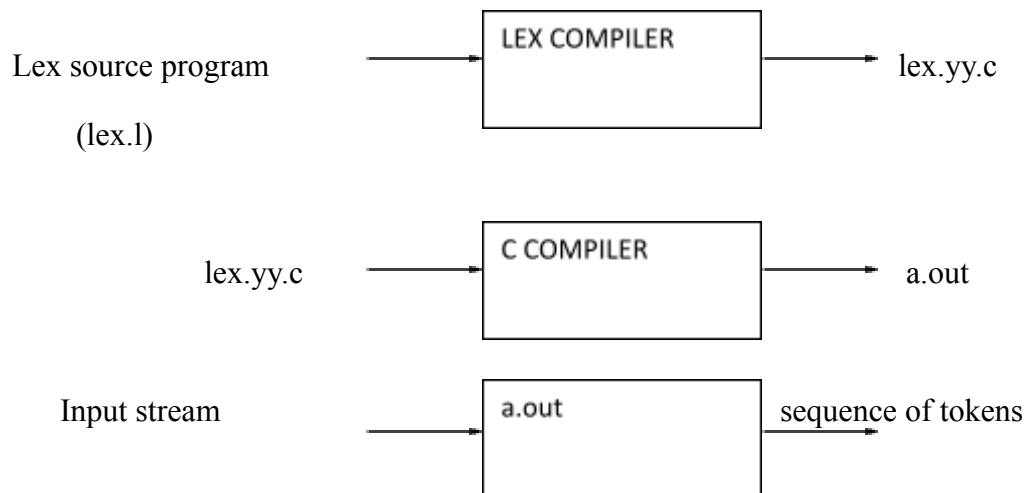 LEX COMPILER
Lex source program
lex.yy.c
(lex.l)
C COMPILER
lex.yy.c
a.out
Input stream
a.out
sequence of tokens